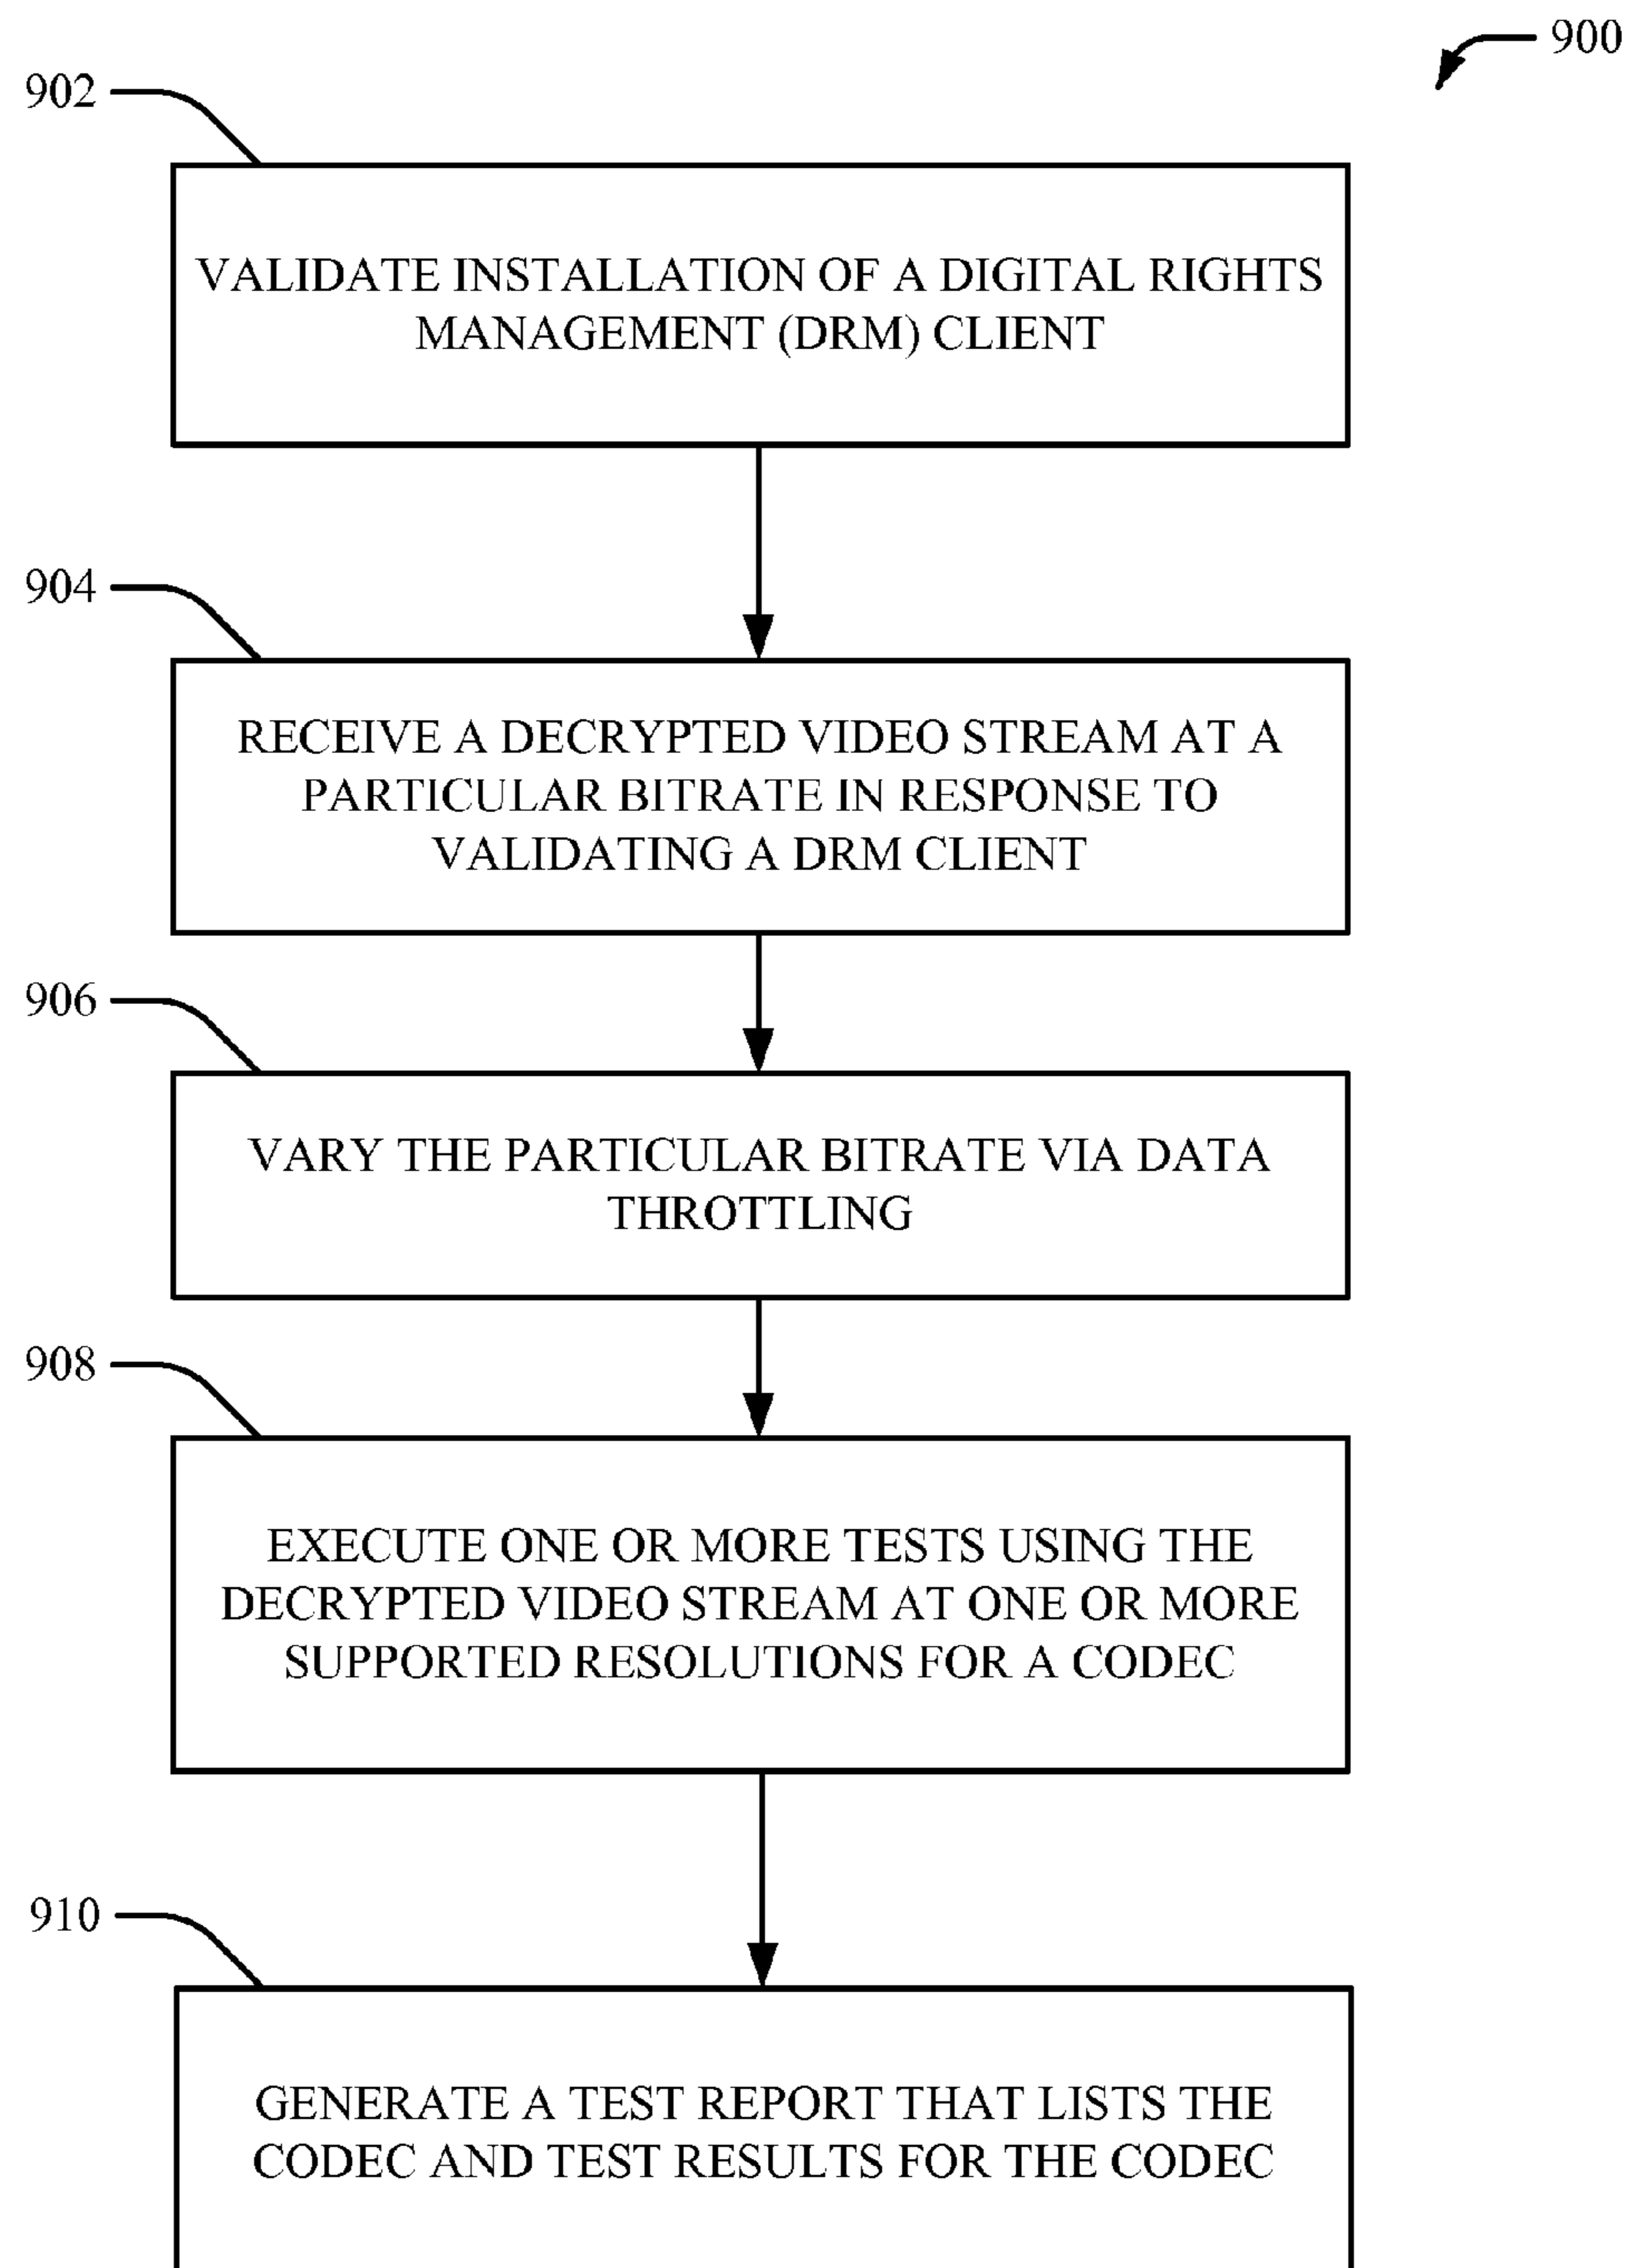 900
902
VALIDATE INSTALLATION OF A DIGITAL RIGHTS
MANAGEMENT (DRM) CLIENT
904
RECEIVE A DECRYPTED VIDEO STREAM AT A
PARTICULAR BITRATE IN RESPONSE TO
VALIDATING A DRM CLIENT
906
VARY THE PARTICULAR BITRATE VIA DATA
THROTTLING
908
EXECUTE ONE OR MORE TESTS USING THE
DECRYPTED VIDEO STREAM AT ONE OR MORE
SUPPORTED RESOLUTIONS FOR A CODEC
910
GENERATE A TEST REPORT THAT LISTS THE
CODEC AND TEST RESULTS FOR THE CODEC